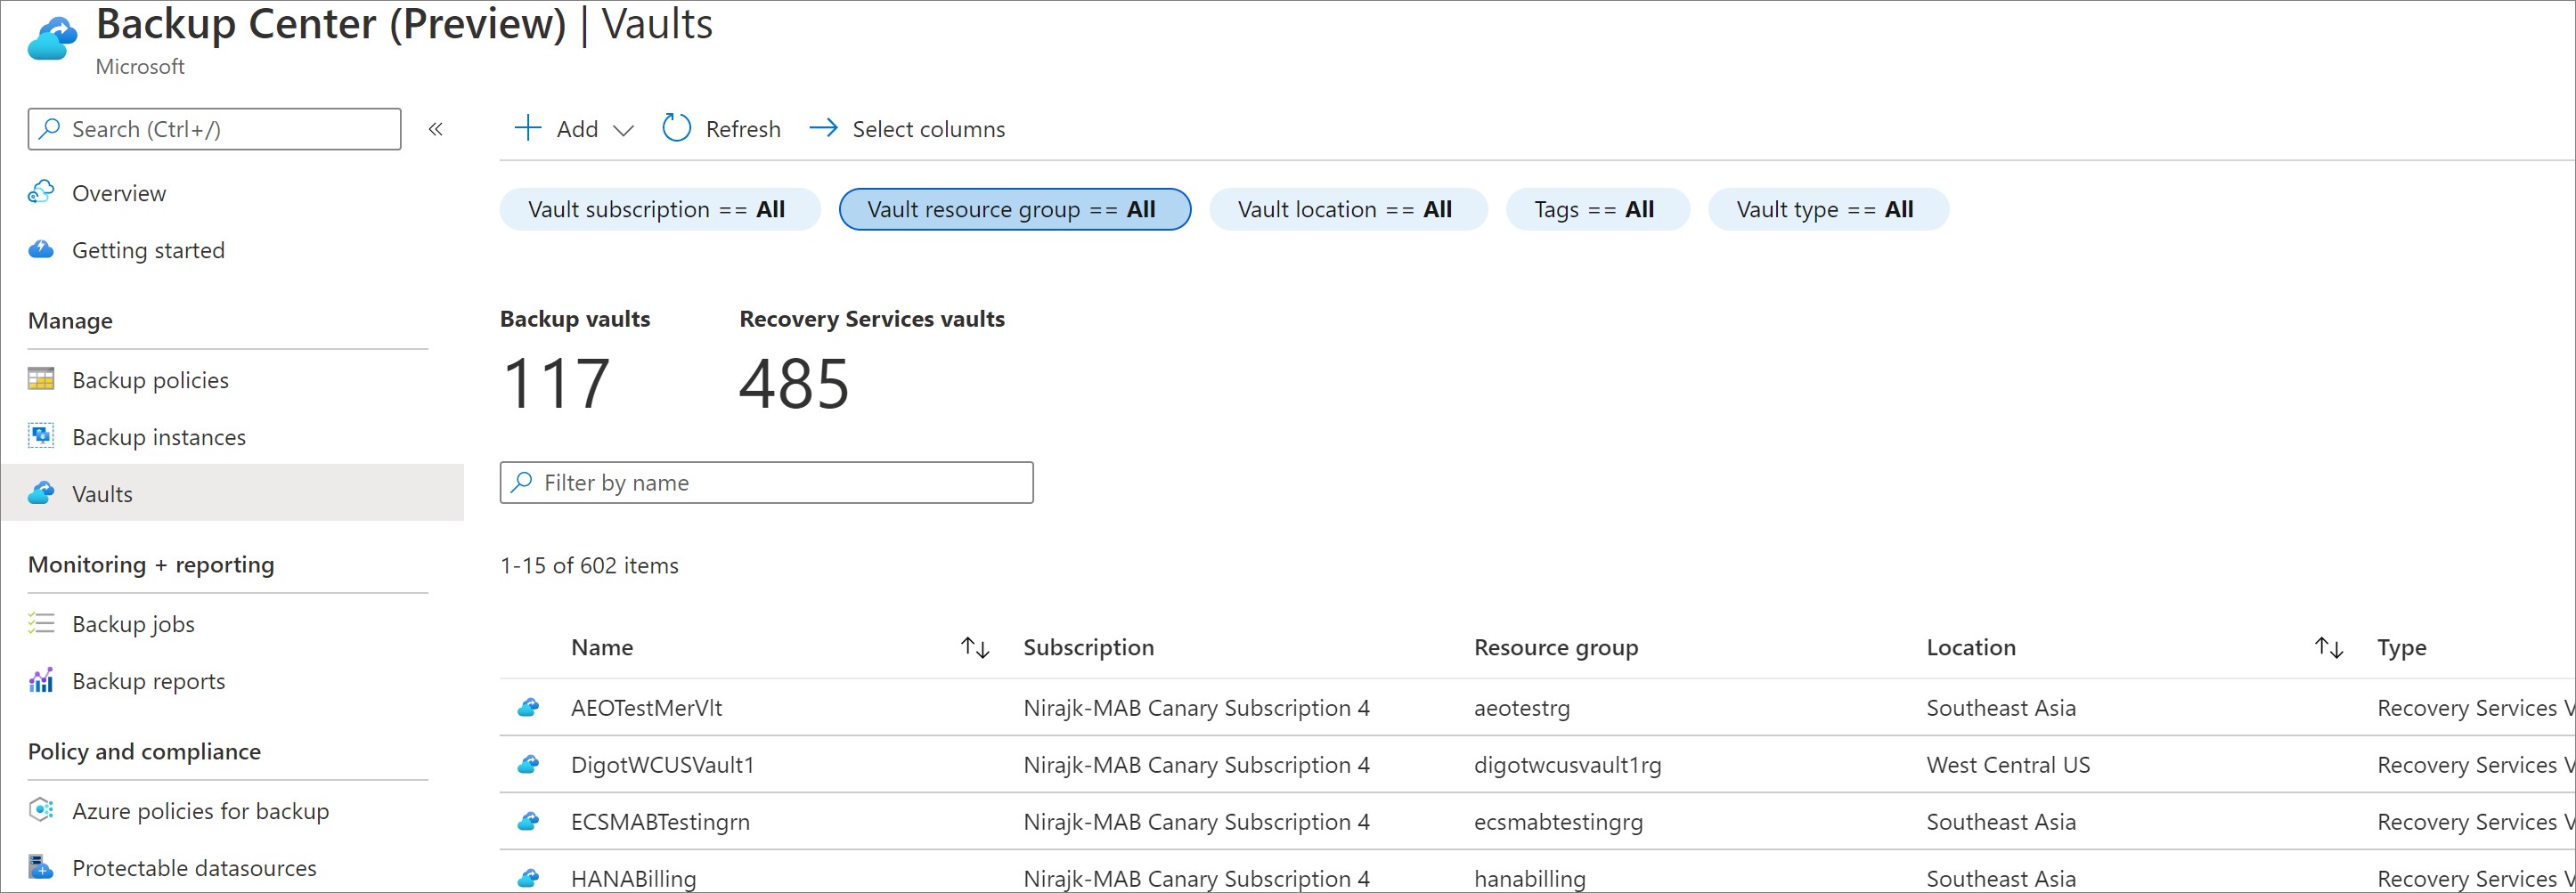 Backup Center (Preview) | Vaults
Microsoft
Search (Ctrl+/)
«
Overview
Getting started
Manage
Backup policies
Backup instances
Vaults
Monitoring + reporting
Backup jobs
Backup reports
Policy and compliance
Azure policies for backup
Protectable datasources
Add Refresh Select columns
Vault subscription == All Vault resource group == All Vault location == All Tags == All Vault type == All
Backup vaults Recovery Services vaults
117 485
Filter by name
1-15 of 602 items
Name Subscription Resource group Location Type
AEOTestMerVlt Nirajk-MAB Canary Subscription 4 aeotestrg Southeast Asia Recovery Services V
DigotWCUSVault1 Nirajk-MAB Canary Subscription 4 digotwcusvault1rg West Central US Recovery Services V
ECSMABTestingrn Nirajk-MAB Canary Subscription 4 ecsmabtestingrg Southeast Asia Recovery Services V
HANABilling Nirajk-MAB Canary Subscription 4 hanabilling Southeast Asia Recovery Services V